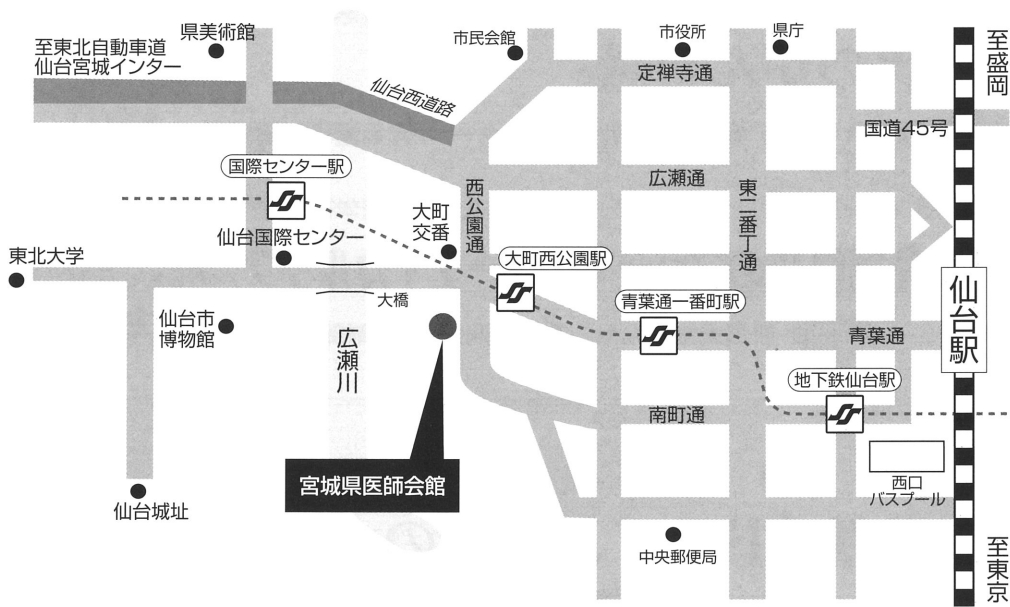 県美術館
至東北自動車道
仙台宮城インター
市民会館
市役所
県庁
至盛岡
定禅寺通
仙台西道路
国道45号
国際センター駅
広瀬通
西公園通
東二番丁通
大町
交番
仙台国際センター
東北大学
大町西公園駅
仙台駅
大橋
青葉通一番町駅
仙台市
博物館
広瀬川
青葉通
地下鉄仙台駅
南町通
宮城県医師会館
西口
バスプール
仙台城址
中央郵便局
至東京